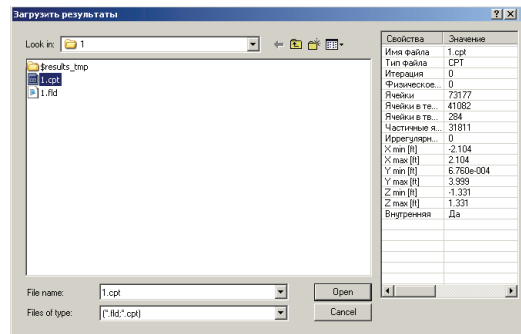 Загрузить результаты
Look in: 1
$results_tmp
1.cpt
1.fld
File name: 1.cpt
Open
Files of type: (*.fld;*.cpt)
Cancel
Свойства Значение
Имя файла 1.cpt
Тип файла CPT
Итерация 0
Физическое...
Ячейки 73177
Ячейки в те... 41082
Ячейки в тв... 284
Частичные я... 31811
Иррегулярн... 0
X min [ft] -2.104
X max [ft] 2.104
Y min [ft] 6.760e-004
Y max [ft] 3.999
Z min [ft] -1.331
Z max [ft] 1.331
Внутренняя Да